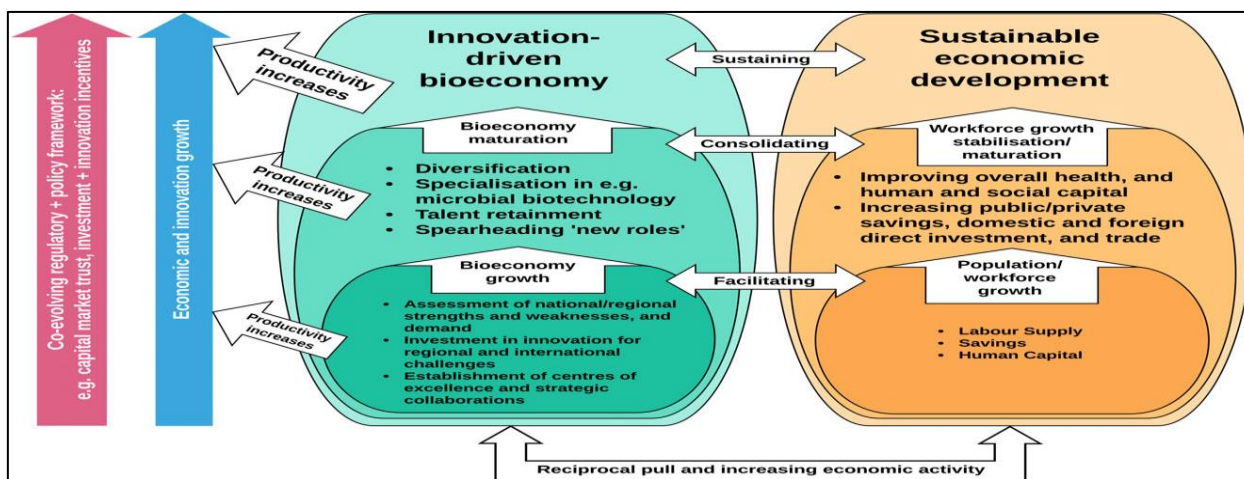 Co-evolving regulatory + policy framework:
e.g. capital market trust, investment + innovation incentives
Economic and innovation growth
Productivity
increases
Productivity
increases
Productivity
increases
Innovation-
driven
bioeconomy
Bioeconomy
maturation
• Diversification
• Specialisation in e.g.
microbial biotechnology
• Talent retainment
• Spearheading 'new roles'
Bioeconomy
growth
• Assessment of national/regional
strengths and weaknesses, and
demand
• Investment in innovation for
regional and international
challenges
• Establishment of centres of
excellence and strategic
collaborations
Sustaining
Consolidating
Facilitating
Sustainable
economic
development
Workforce growth
stabilisation/
maturation
• Improving overall health, and
human and social capital
• Increasing public/private
savings, domestic and foreign
direct investment, and trade
Population/
workforce
growth
• Labour Supply
• Savings
• Human Capital
Reciprocal pull and increasing economic activity